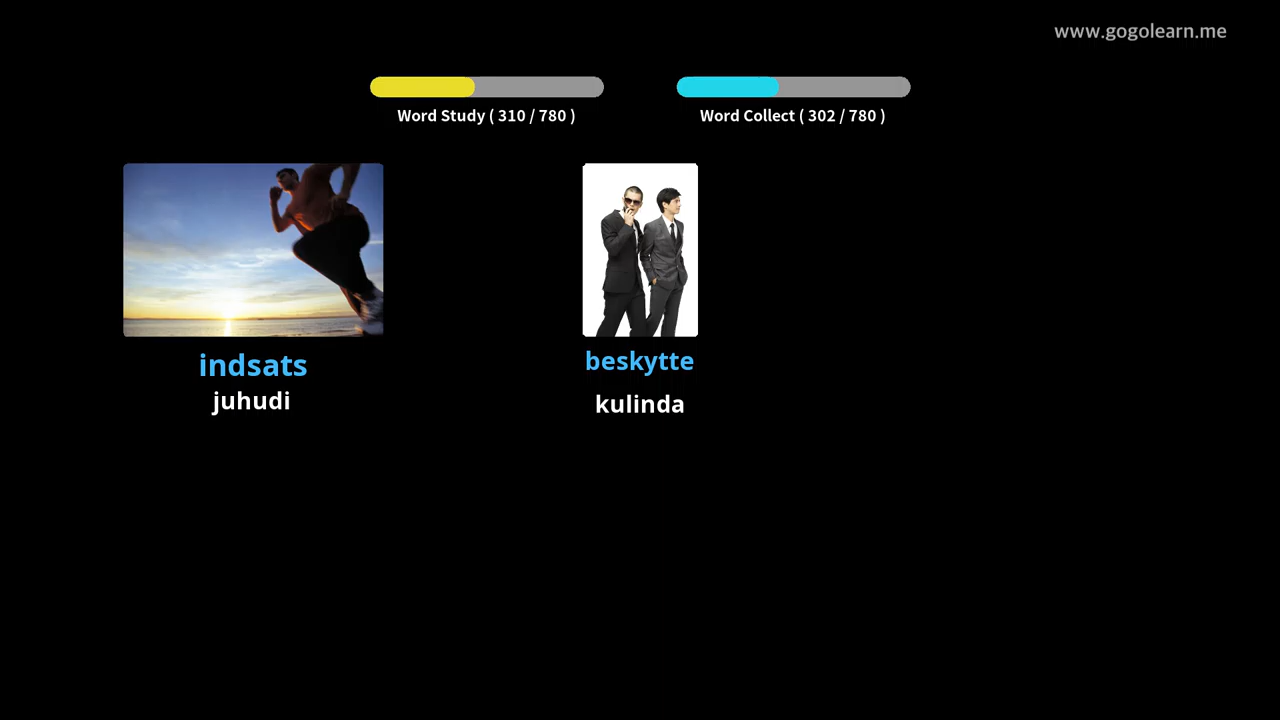 www.gogolearn.me
Word Study ( 310 / 780 )
Word Collect ( 302 / 780 )
indsats
juhudi
beskytte
kulinda